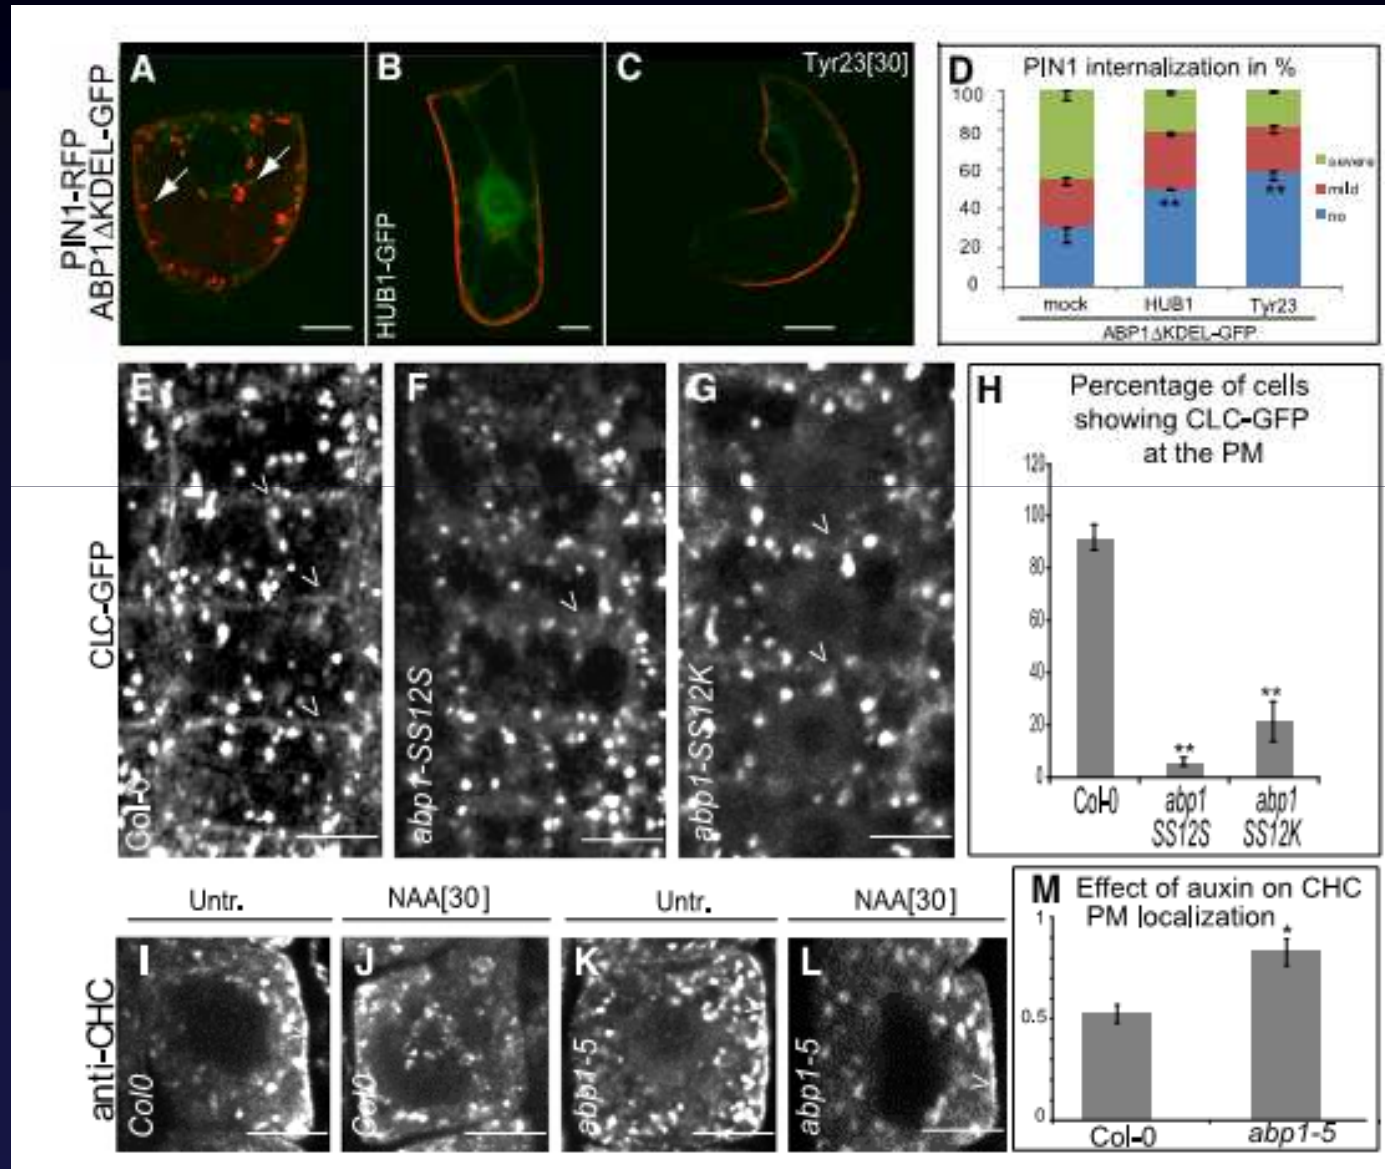 PIN1-RFP
ABP1ΔKDEL-GFP
A
B
HUB1-GFP
C
Tyr23[30]
D
PIN1 internalization in %
100
80
60
40
20
0
**
**
severe
mild
no
mock
HUB1
Tyr23
ABP1ΔKDEL-GFP
CLC-GFP
E
Col-0
F
abp1-SS12S
G
abp1-SS12K
H
Percentage of cells
showing CLC-GFP
at the PM
120
100
80
60
40
20
0
**
**
Col-0
abp1
SS12S
abp1
SS12K
Untr.
NAA[30]
Untr.
NAA[30]
anti-CHC
I
Col0
J
Col0
K
abp1-5
L
abp1-5
M
Effect of auxin on CHC
PM localization
1
0.5
0
*
Col-0
abp1-5